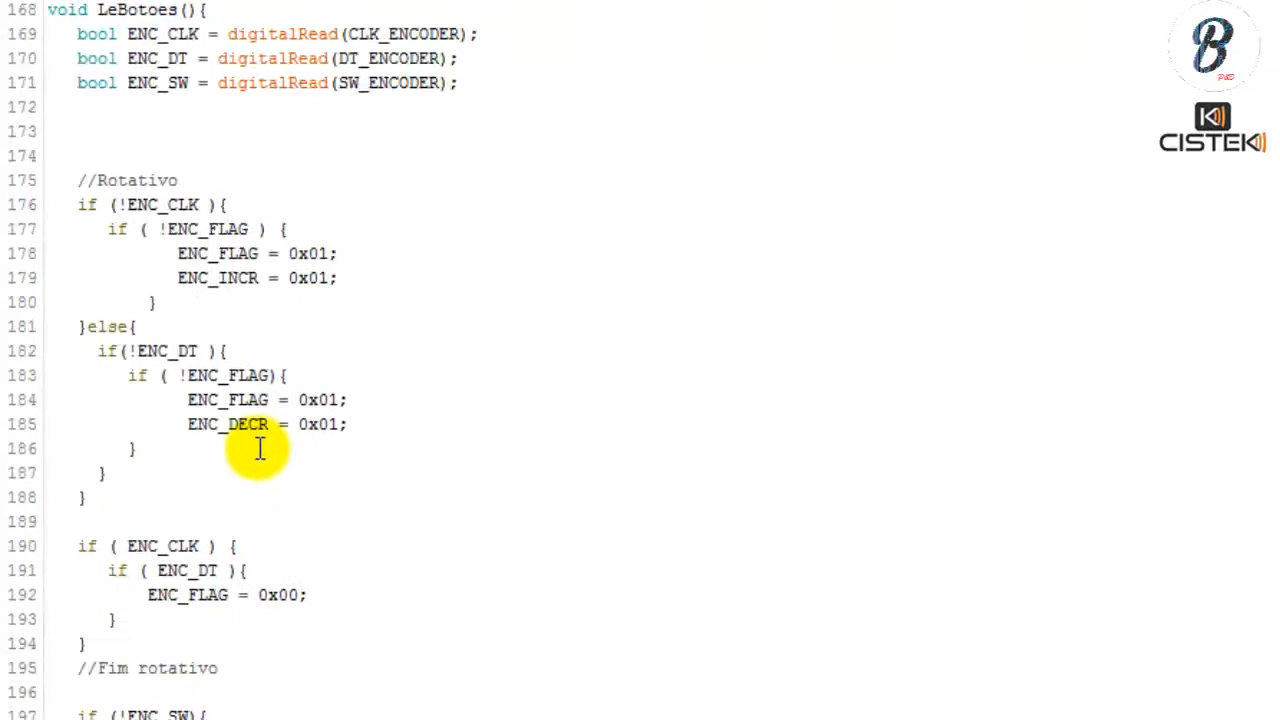 168 void LeBotoes(){
169 bool ENC_CLK = digitalRead(CLK_ENCODER);
170 bool ENC_DT = digitalRead(DT_ENCODER);
171 bool ENC_SW = digitalRead(SW_ENCODER);
172
173
174
175 //Rotativo
176 if (!ENC_CLK ){
177 if ( !ENC_FLAG ) {
178 ENC_FLAG = 0x01;
179 ENC_INCR = 0x01;
180 }
181 }else{
182 if(!ENC_DT ){
183 if ( !ENC_FLAG){
184 ENC_FLAG = 0x01;
185 ENC_DECR = 0x01;
186 }
187 }
188 }
189
190 if ( ENC_CLK ) {
191 if ( ENC_DT ){
192 ENC_FLAG = 0x00;
193 }
194 }
195 //Fim rotativo
196
197 if (!ENC_SW){
B
CISTEK